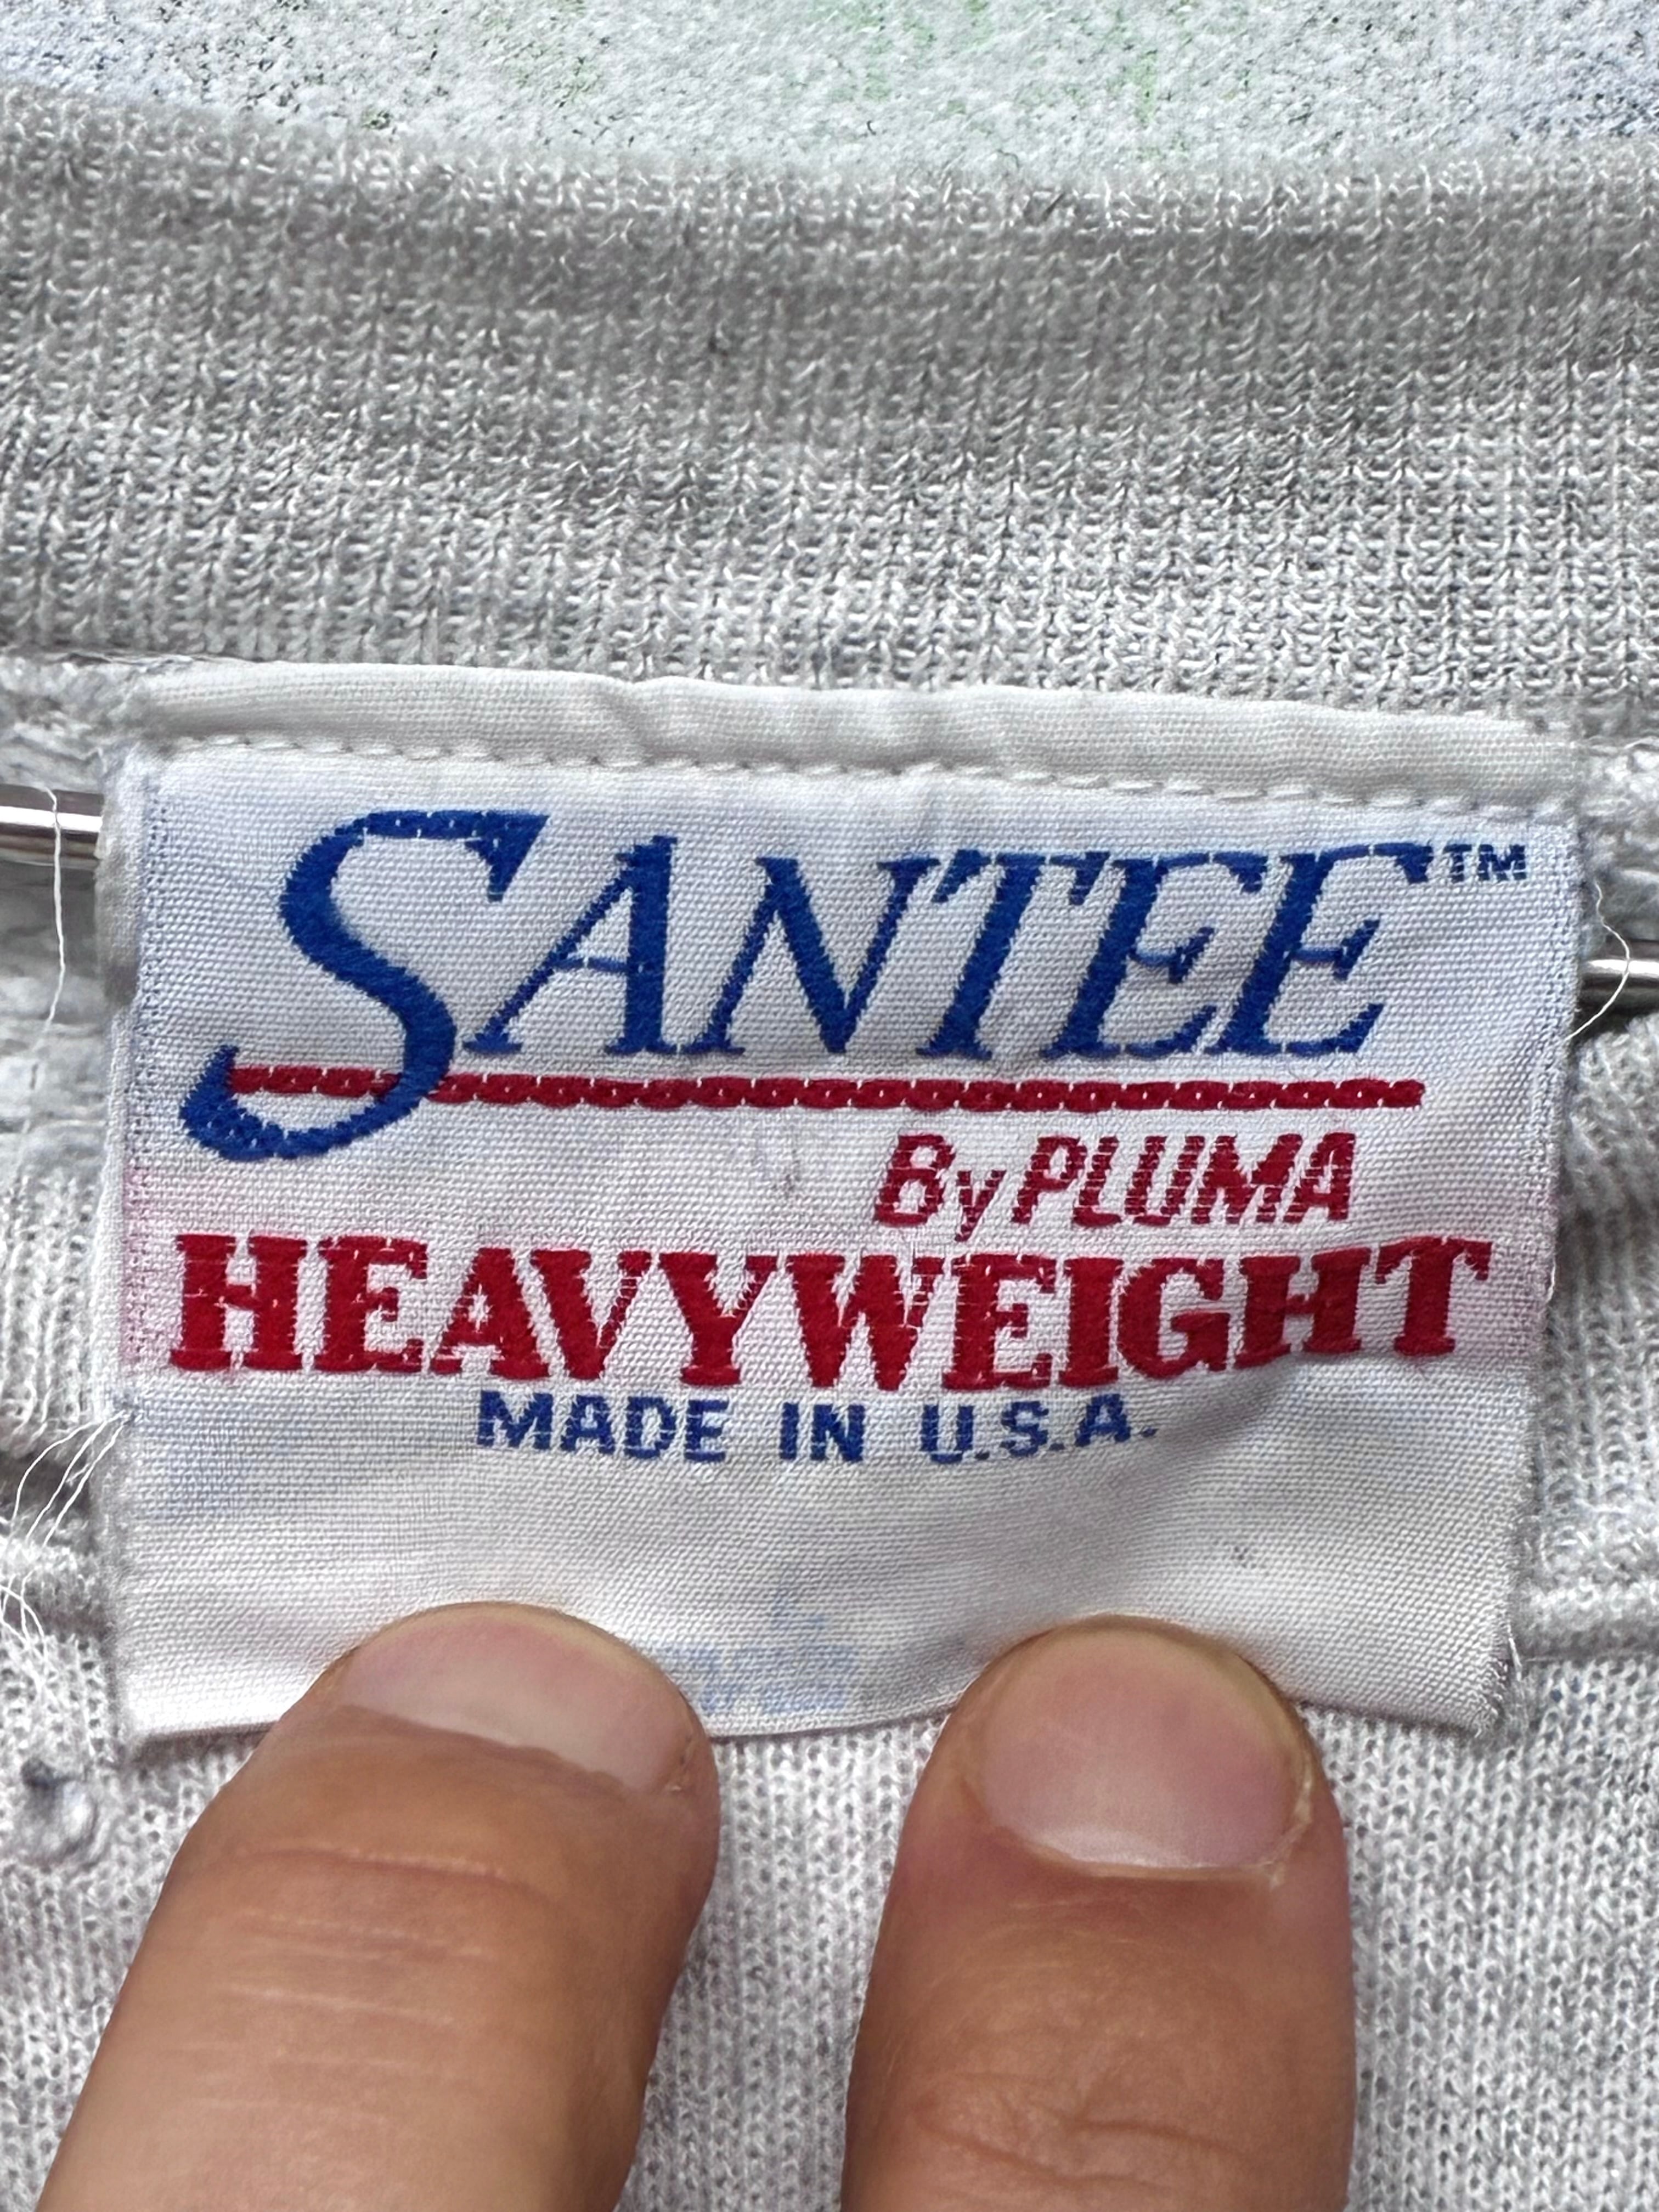 SANTEE™
By PLUMA
HEAVYWEIGHT
MADE IN U.S.A.